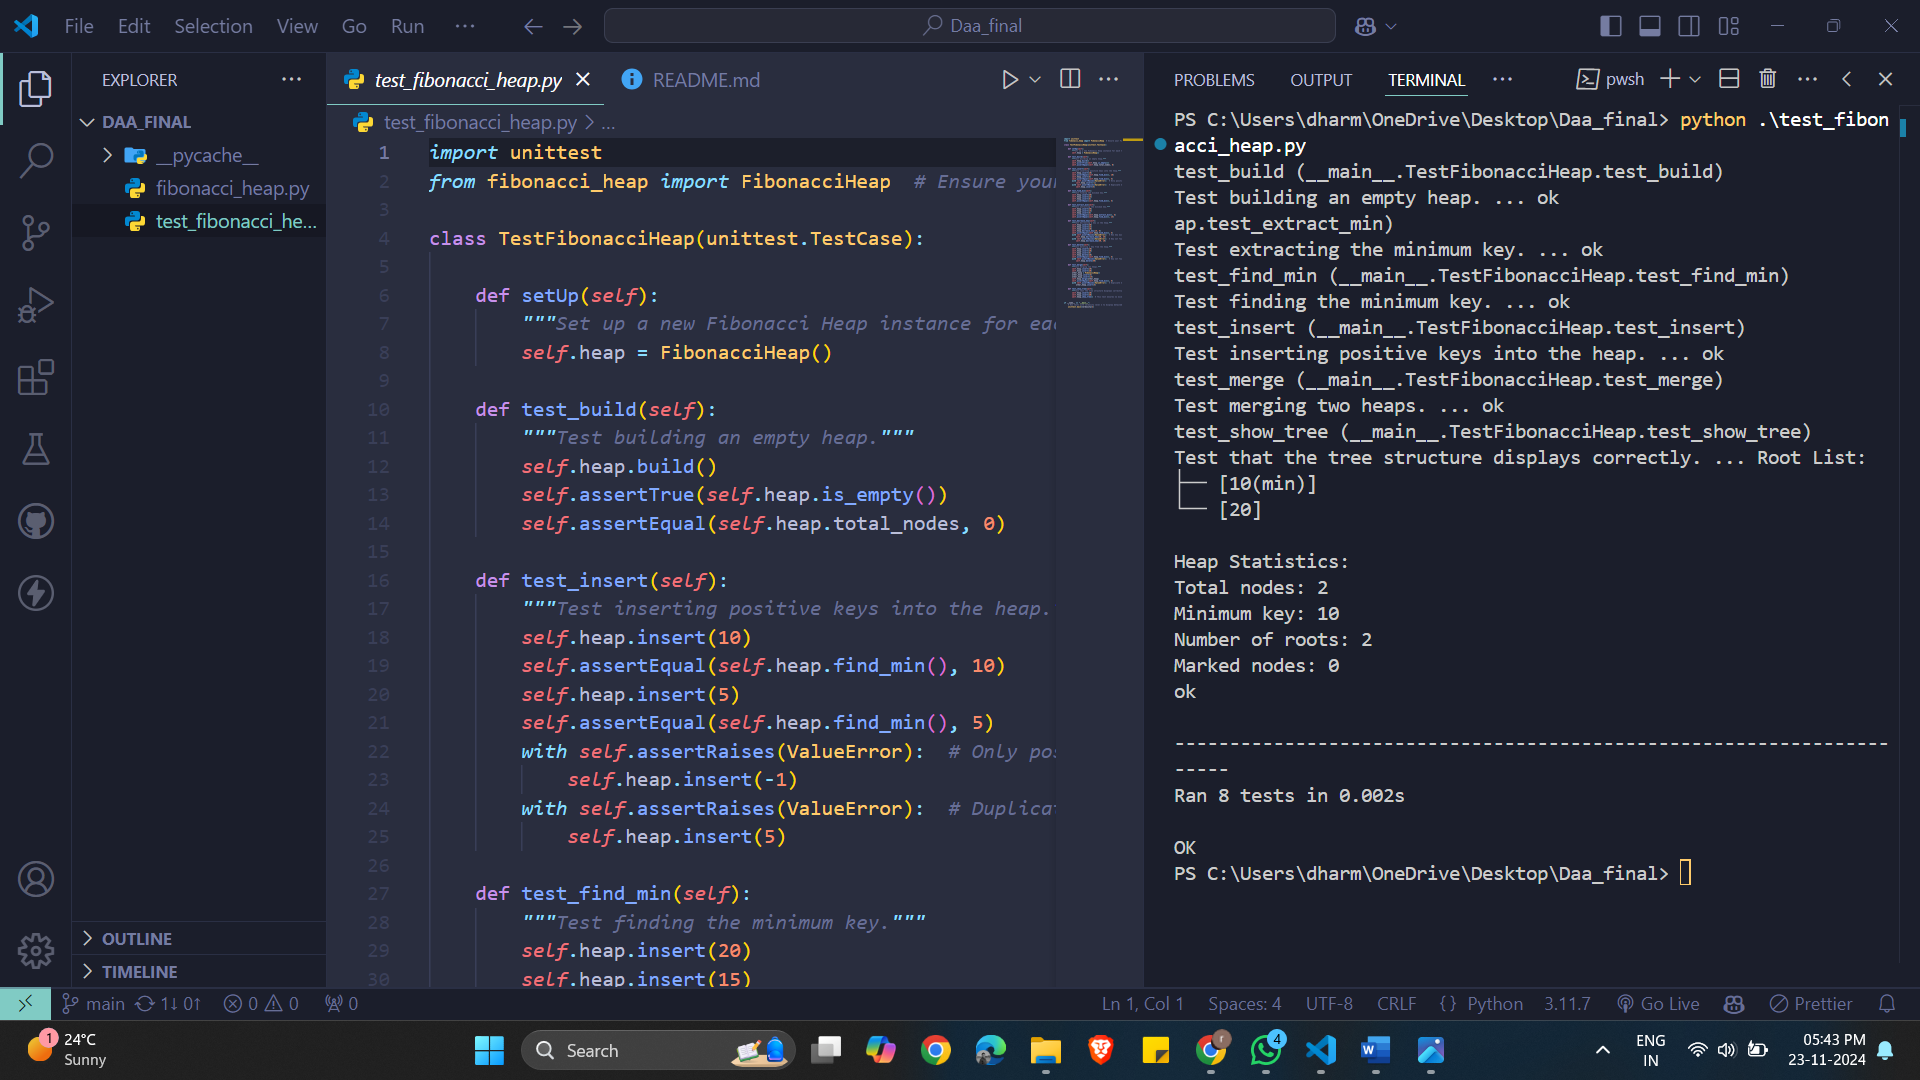 File Edit Selection View Go Run ...
Daa_final
EXPLORER ...
DAA_FINAL
__pycache__
fibonacci_heap.py
test_fibonacci_he...
OUTLINE
TIMELINE
test_fibonacci_heap.py
README.md
test_fibonacci_heap.py > ...
1 import unittest
2 from fibonacci_heap import FibonacciHeap # Ensure your
3
4 class TestFibonacciHeap(unittest.TestCase):
5
6 def setUp(self):
7 """Set up a new Fibonacci Heap instance for eac
8 self.heap = FibonacciHeap()
9
10 def test_build(self):
11 """Test building an empty heap."""
12 self.heap.build()
13 self.assertTrue(self.heap.is_empty())
14 self.assertEqual(self.heap.total_nodes, 0)
15
16 def test_insert(self):
17 """Test inserting positive keys into the heap.
18 self.heap.insert(10)
19 self.assertEqual(self.heap.find_min(), 10)
20 self.heap.insert(5)
21 self.assertEqual(self.heap.find_min(), 5)
22 with self.assertRaises(ValueError): # Only pos
23 self.heap.insert(-1)
24 with self.assertRaises(ValueError): # Duplicat
25 self.heap.insert(5)
26
27 def test_find_min(self):
28 """Test finding the minimum key."""
29 self.heap.insert(20)
30 self.heap.insert(15)
PROBLEMS OUTPUT TERMINAL ... pwsh
PS C:\Users\dharm\OneDrive\Desktop\Daa_final> python .\test_fibon
acci_heap.py
test_build (__main__.TestFibonacciHeap.test_build)
Test building an empty heap. ... ok
ap.test_extract_min)
Test extracting the minimum key. ... ok
test_find_min (__main__.TestFibonacciHeap.test_find_min)
Test finding the minimum key. ... ok
test_insert (__main__.TestFibonacciHeap.test_insert)
Test inserting positive keys into the heap. ... ok
test_merge (__main__.TestFibonacciHeap.test_merge)
Test merging two heaps. ... ok
test_show_tree (__main__.TestFibonacciHeap.test_show_tree)
Test that the tree structure displays correctly. ... Root List:
├── [10(min)]
└── [20]
Heap Statistics:
Total nodes: 2
Minimum key: 10
Number of roots: 2
Marked nodes: 0
ok
-----------------------------------------------------------------
-----
Ran 8 tests in 0.002s
OK
PS C:\Users\dharm\OneDrive\Desktop\Daa_final>
main 1↓ 0↑ 0 0 0
Ln 1, Col 1 Spaces: 4 UTF-8 CRLF {} Python 3.11.7 Go Live Prettier
1 24°C
Sunny
Search
r
4
W
ENG
IN
05:43 PM
23-11-2024